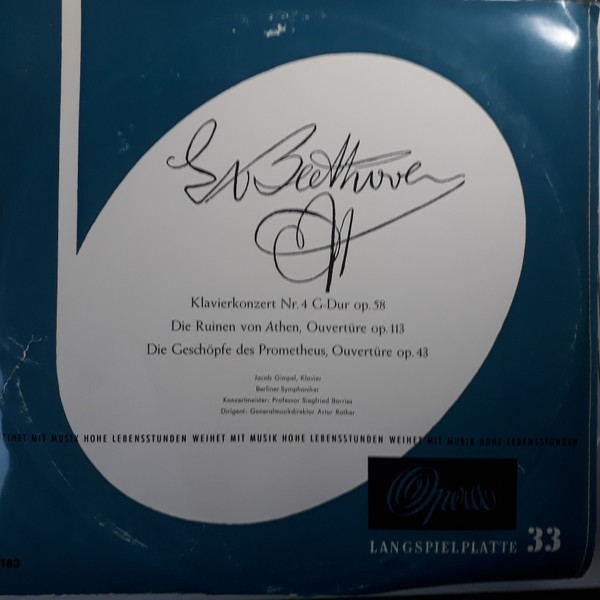 L v Beethoven
Klavierkonzert Nr. 4 G-Dur op. 58
Die Ruinen von Athen, Ouvertüre op. 113
Die Geschöpfe des Prometheus, Ouvertüre op. 43
Jacob Gimpel, Klavier
Berliner Symphoniker
Konzertmeister: Professor Siegfried Borries
Dirigent: Generalmusikdirektor Artur Rother
WEIHET MIT MUSIK HOHE LEBENSSTUNDEN WEIHET MIT MUSIK HOHE LEBENSSTUNDEN WEIHET MIT MUSIK HOHE LEBENSSTUNDEN
Opera
LANGSPIELPLATTE 33
183